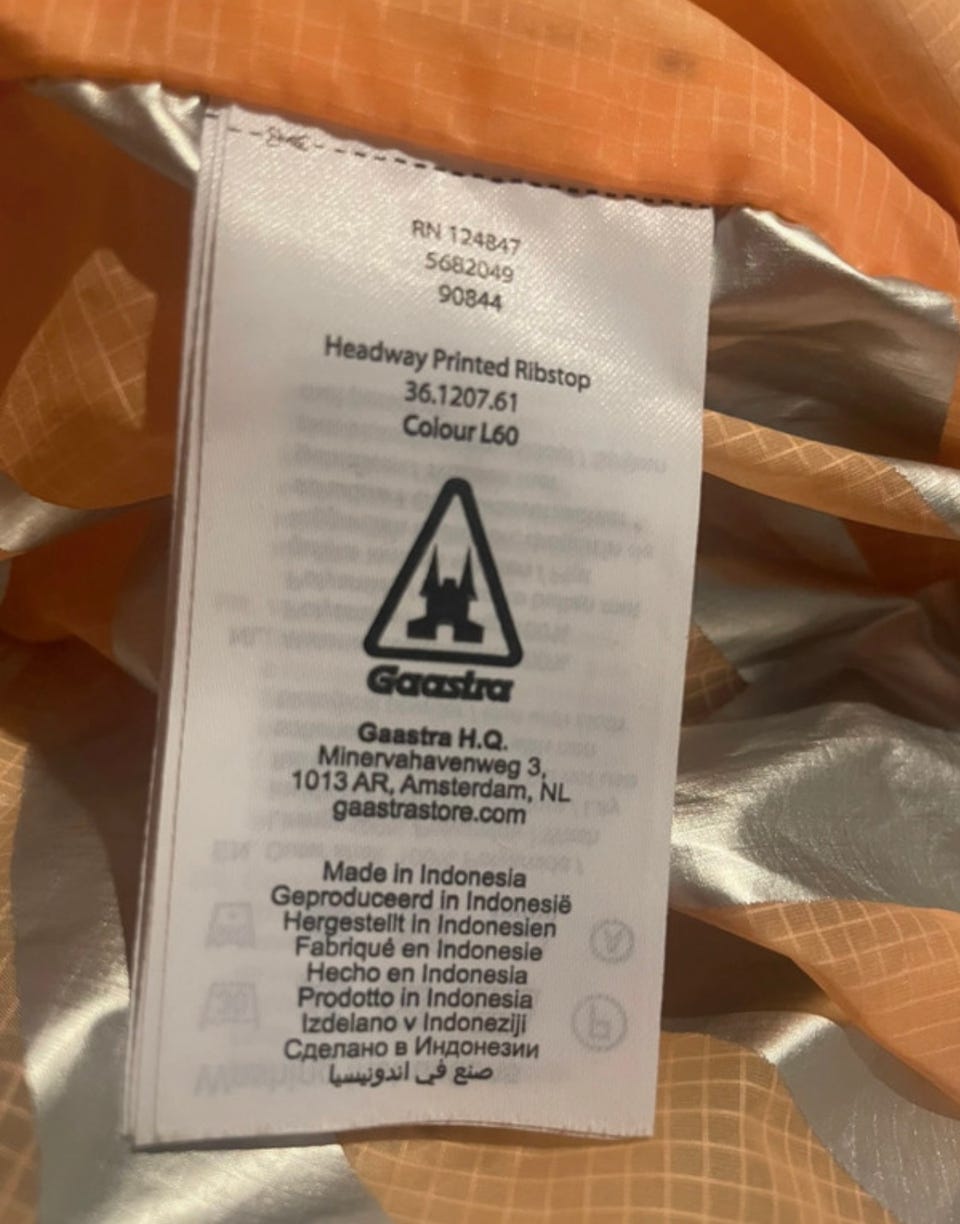 RN 124847
5682049
90844
Headway Printed Ribstop
36.1207.61
Colour L60
Gaastra
Gaastra H.Q.
Minervahavenweg 3,
1013 AR, Amsterdam, NL
gaastrastore.com
Made in Indonesia
Geproduceerd in Indonesië
Hergestellt in Indonesien
Fabriqué en Indonesie
Hecho en Indonesia
Prodotto in Indonesia
Izdelano v Indoneziji
Сделано в Индонезии
صنع في اندونيسيا